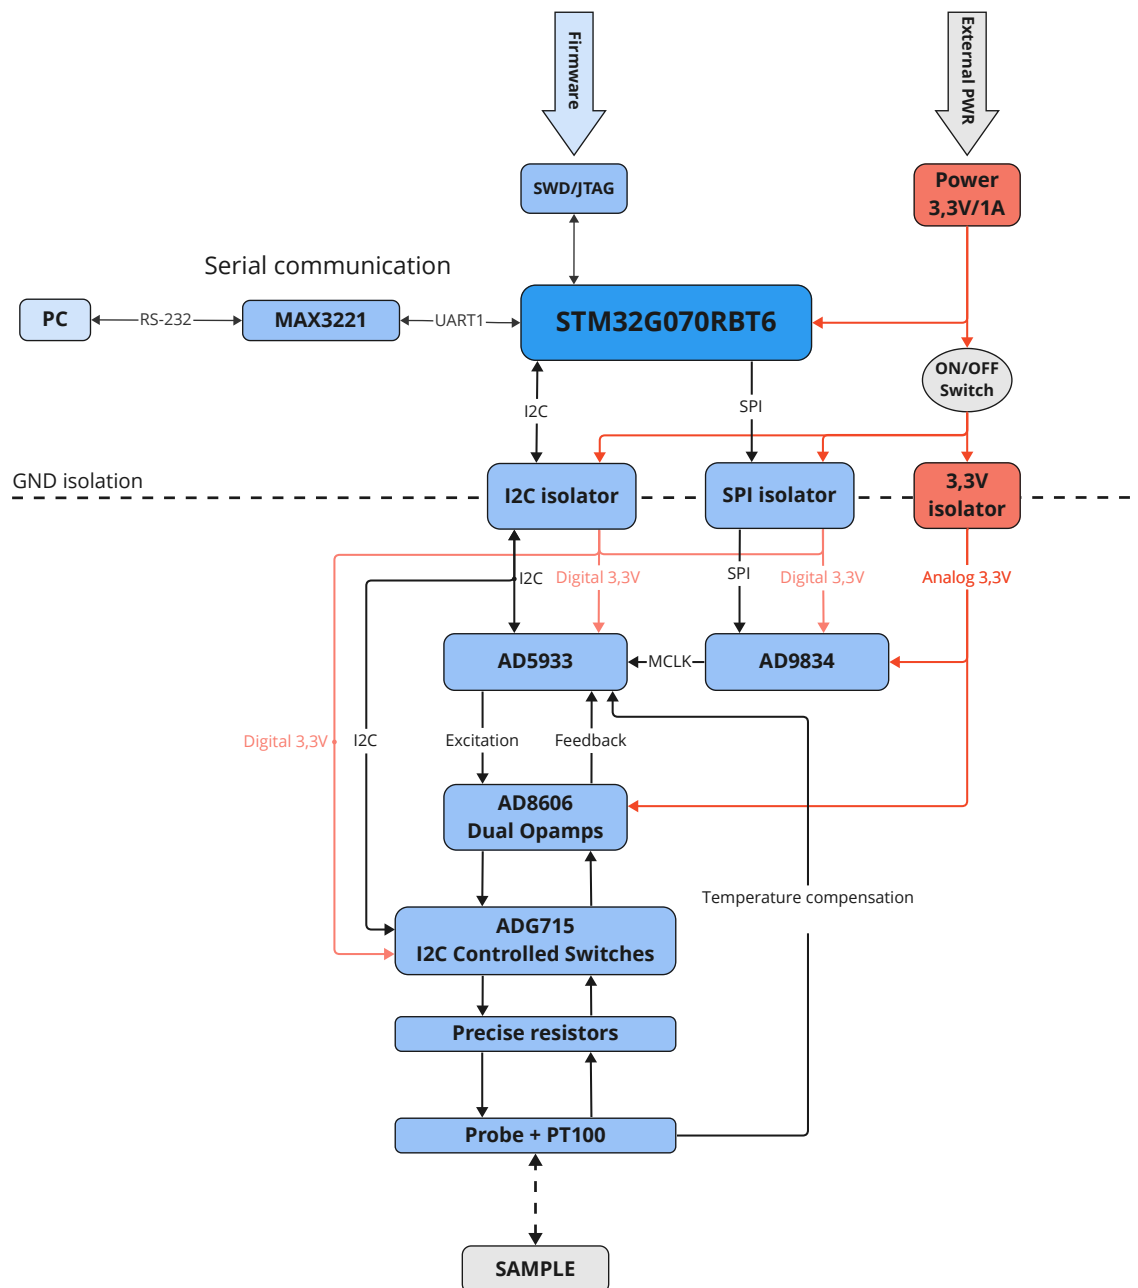 Firmware
External PWR
SWD/JTAG
Power
3,3V/1A
Serial communication
PC
RS-232
MAX3221
UART1
STM32G070RBT6
ON/OFF
Switch
I2C
SPI
GND isolation
I2C isolator
SPI isolator
3,3V
isolator
I2C
Digital 3,3V
SPI
Digital 3,3V
Analog 3,3V
AD5933
MCLK
AD9834
Digital 3,3V
I2C
Excitation
Feedback
AD8606
Dual Opamps
Temperature compensation
ADG715
I2C Controlled Switches
Precise resistors
Probe + PT100
SAMPLE